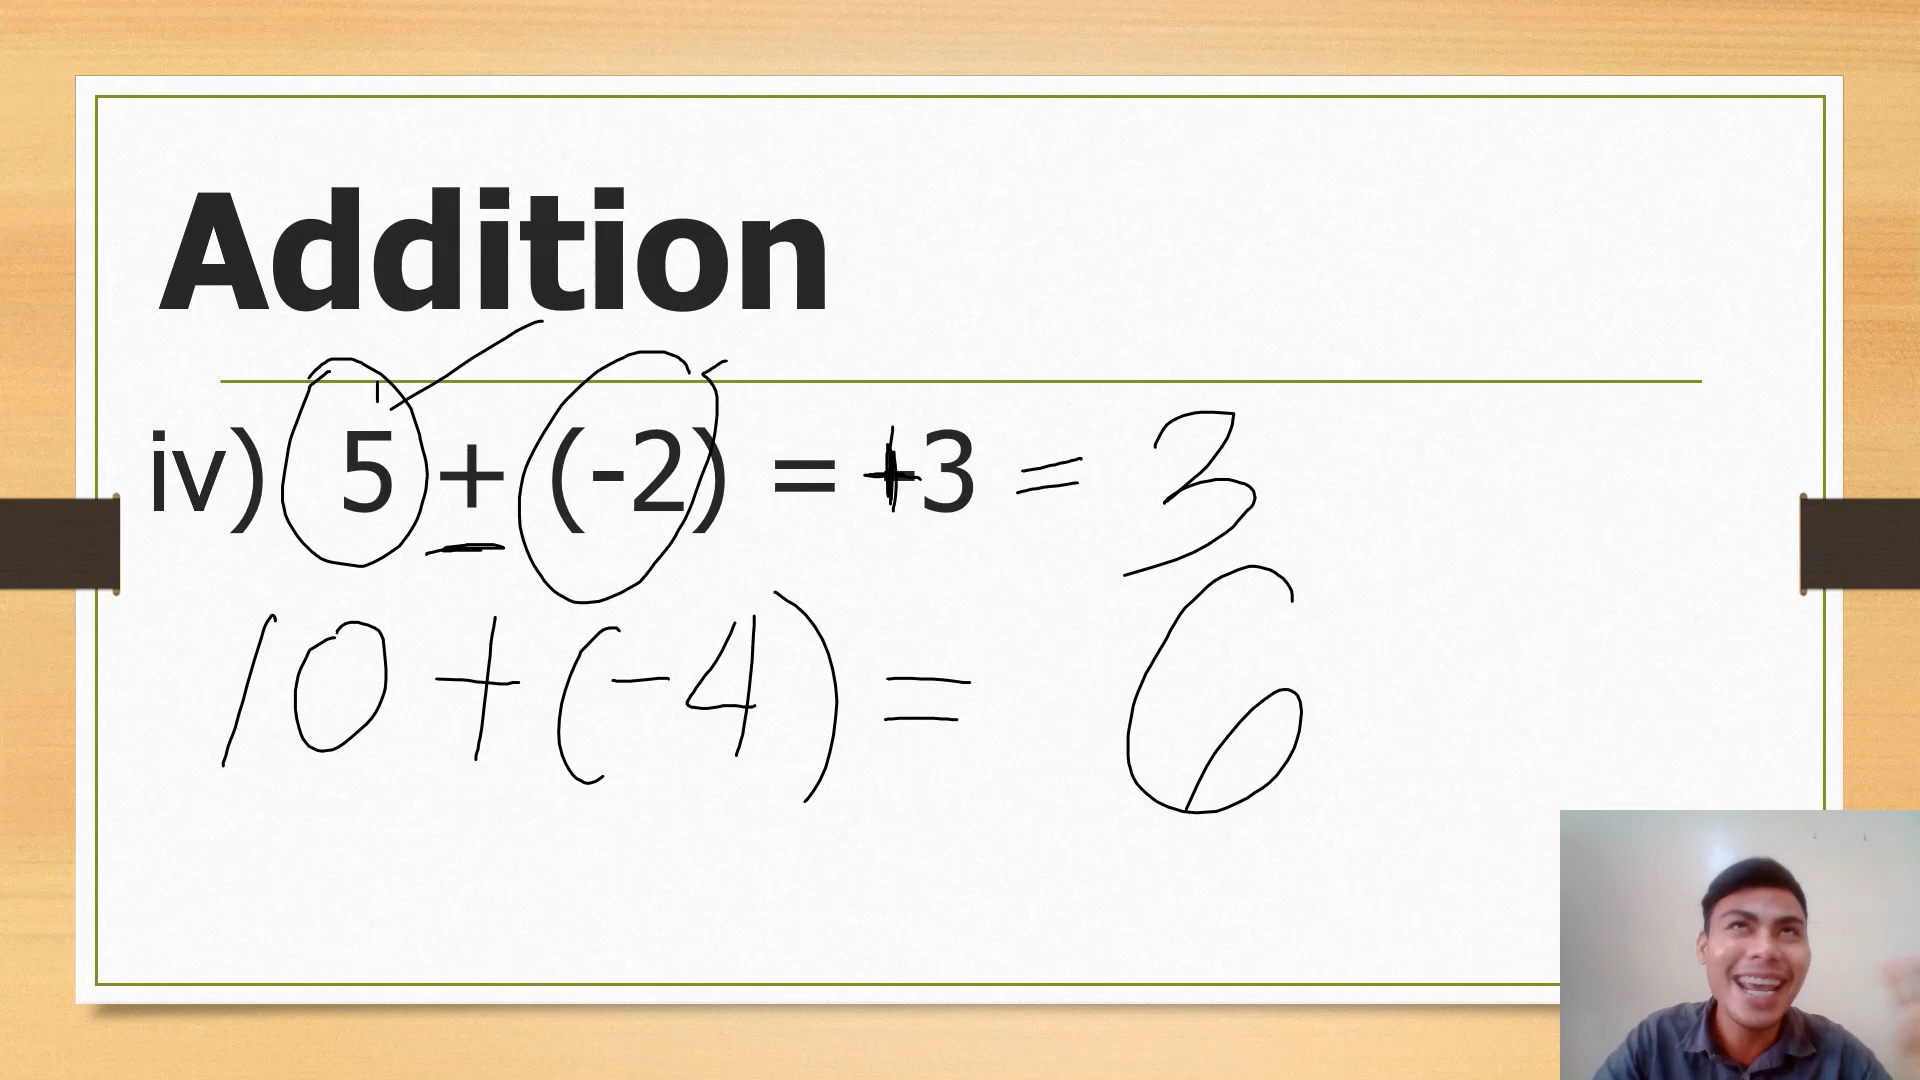 Addition
iv) 5 + (-2) = +3 = 3
10 + (-4) = 6